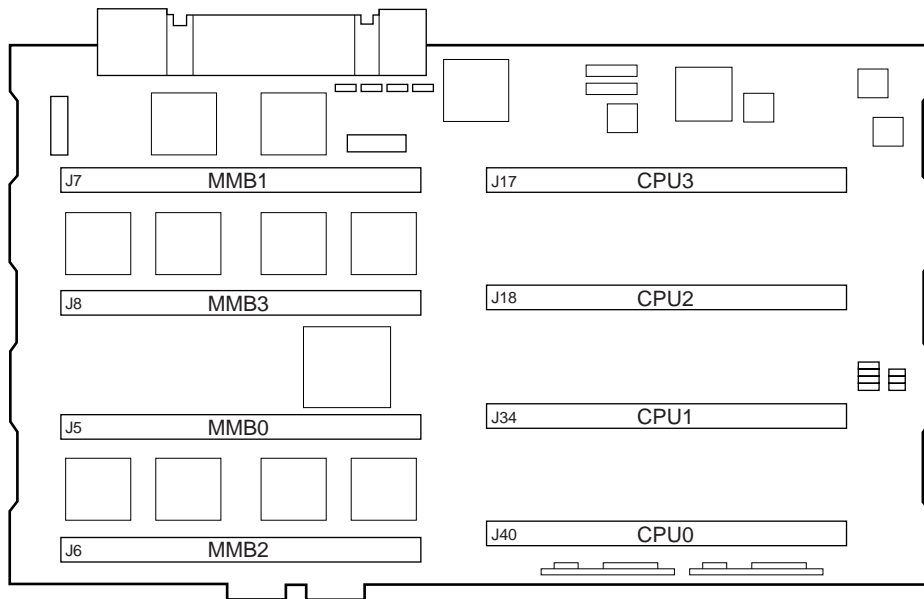 J7 MMB1
J17 CPU3
J8 MMB3
J18 CPU2
J5 MMB0
J34 CPU1
J6 MMB2
J40 CPU0